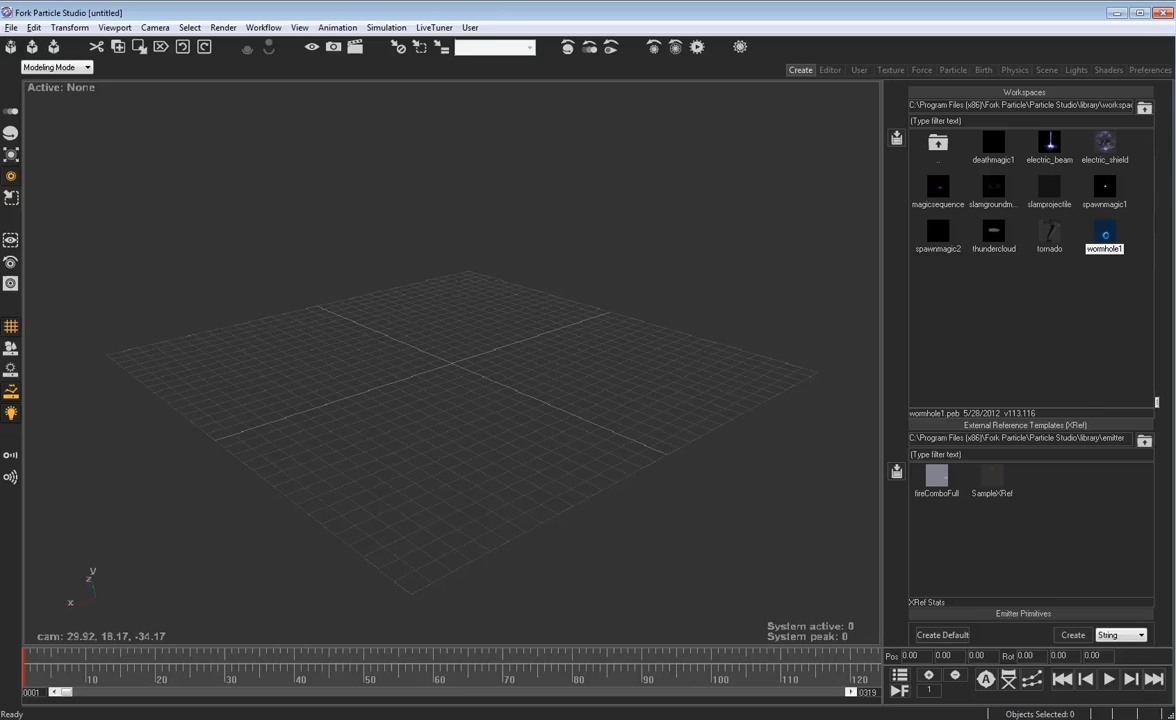 Fork Particle Studio [untitled]
File Edit Transform Viewport Camera Select Render Workflow View Animation Simulation LiveTuner User
Modeling Mode
Create Editor User Texture Force Particle Birth Physics Scene Lights Shaders Preferences
Active: None
Workspaces
C:\Program Files (x86)\Fork Particle\Particle Studio\library\workspac
(Type filter text)
.. deathmagic1 electric_beam electric_shield
magicsequence slamgroundm... slamprojectile spawnmagic1
spawnmagic2 thundercloud tornado wormhole1
wormhole1.peb 5/28/2012 v113.116
External Reference Templates (XRef)
C:\Program Files (x86)\Fork Particle\Particle Studio\library\emitter
(Type filter text)
fireComboFull SampleXRef
XRef Stats
Emitter Primitives
Create Default Create String
y
z
x
cam: 29.92, 18.17, -34.17
System active: 0
System peak: 0
Pos 0.00 0.00 0.00 Rot 0.00 0.00 0.00
10 20 30 40 50 60 70 80 90 100 110 120
A
F 1
0001 0319
Ready
Objects Selected: 0